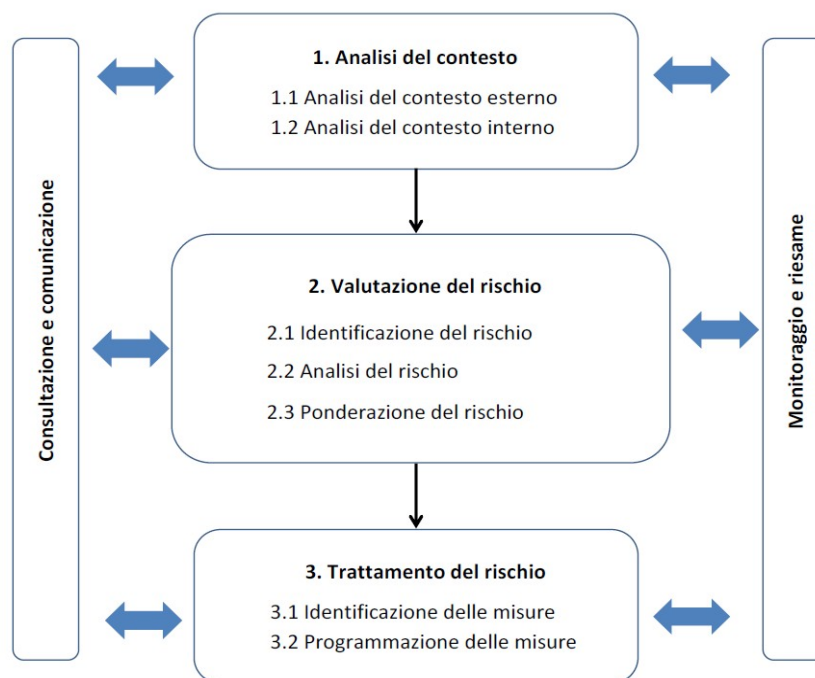 Consultazione e comunicazione
1. Analisi del contesto
1.1 Analisi del contesto esterno
1.2 Analisi del contesto interno
2. Valutazione del rischio
2.1 Identificazione del rischio
2.2 Analisi del rischio
2.3 Ponderazione del rischio
3. Trattamento del rischio
3.1 Identificazione delle misure
3.2 Programmazione delle misure
Monitoraggio e riesame